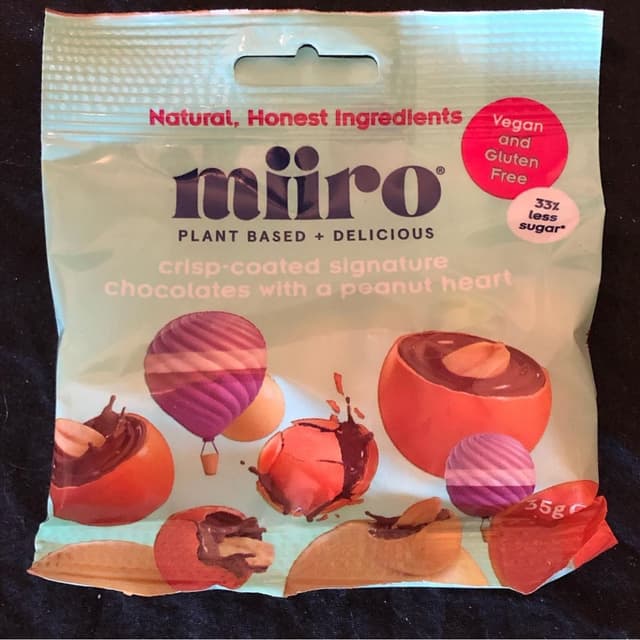 Natural, Honest Ingredients
Vegan
and
Gluten
Free
miiro®
33%
less
sugar*
PLANT BASED + DELICIOUS
crisp-coated signature
chocolates with a peanut heart
35g